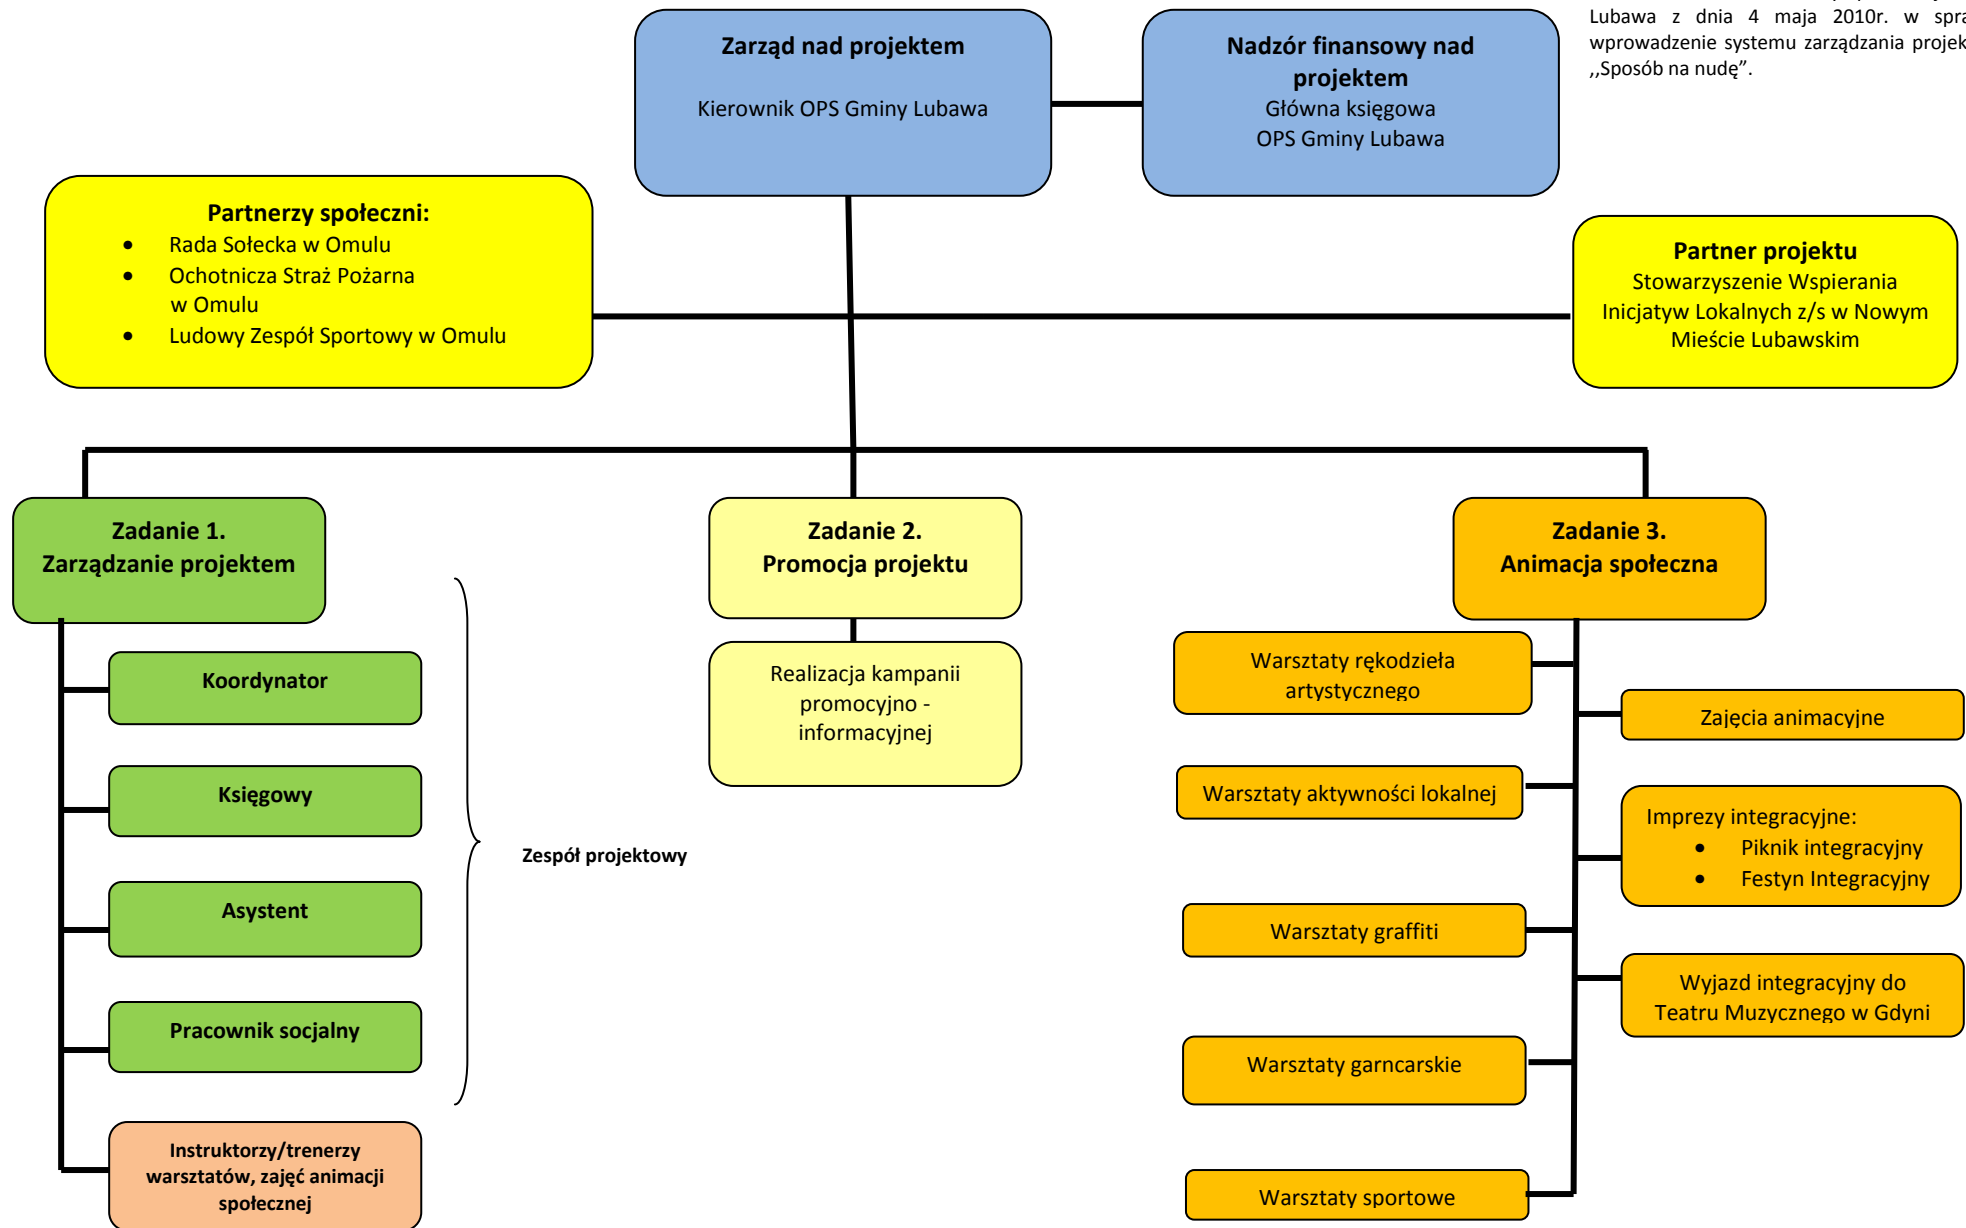 Lubawa z dnia 4 maja 2010r. w
wprowadzenie systemu zarządzania
,,Sposób na nudę”.
Zarząd nad projektem
Kierownik OPS Gminy Lubawa
Nadzór finansowy nad
projektem
Główna księgowa
OPS Gminy Lubawa
Partnerzy społeczni:
• Rada Sołecka w Omulu
• Ochotnicza Straż Pożarna
w Omulu
• Ludowy Zespół Sportowy w Omulu
Partner projektu
Stowarzyszenie Wspierania
Inicjatyw Lokalnych z/s w Nowym
Mieście Lubawskim
Zadanie 1.
Zarządzanie projektem
Koordynator
Księgowy
Asystent
Pracownik socjalny
Instruktorzy/trenerzy
warsztatów, zajęć animacji
społecznej
Zespół projektowy
Zadanie 2.
Promocja projektu
Realizacja kampanii
promocyjno -
informacyjnej
Zadanie 3.
Animacja społeczna
Warsztaty rękodzieła
artystycznego
Warsztaty aktywności lokalnej
Warsztaty graffiti
Warsztaty garncarskie
Warsztaty sportowe
Zajęcia animacyjne
Imprezy integracyjne:
• Piknik integracyjny
• Festyn Integracyjny
Wyjazd integracyjny do
Teatru Muzycznego w Gdyni